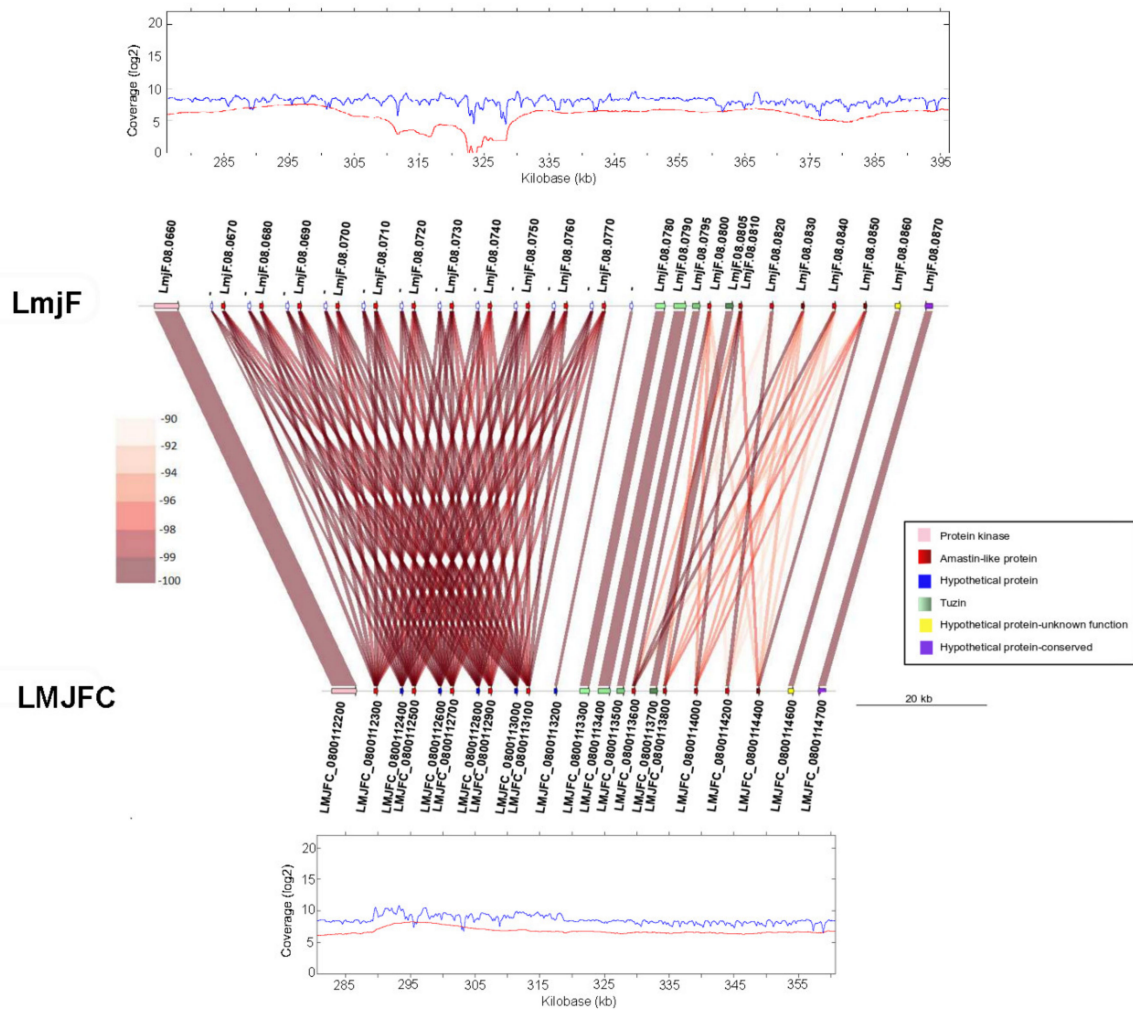 20
15
10
5
0
Coverage (log2)
285
295
305
315
325
335
345
355
365
375
385
395
Kilobase (kb)
LmjF.08.0660
LmjF.08.0670
LmjF.08.0680
LmjF.08.0690
LmjF.08.0700
LmjF.08.0710
LmjF.08.0720
LmjF.08.0730
LmjF.08.0740
LmjF.08.0750
LmjF.08.0760
LmjF.08.0770
LmjF.08.0780
LmjF.08.0790
LmjF.08.0795
LmjF.08.0800
LmjF.08.0805
LmjF.08.0810
LmjF.08.0820
LmjF.08.0830
LmjF.08.0840
LmjF.08.0850
LmjF.08.0860
LmjF.08.0870
LmjF
-90
-92
-94
-96
-98
-99
-100
Protein kinase
Amastin-like protein
Hypothetical protein
Tuzin
Hypothetical protein-unknown function
Hypothetical protein-conserved
LMJFC
20 kb
LMJFC_0800112200
LMJFC_0800112300
LMJFC_0800112400
LMJFC_0800112500
LMJFC_0800112600
LMJFC_0800112700
LMJFC_0800112800
LMJFC_0800112900
LMJFC_0800113000
LMJFC_0800113100
LMJFC_0800113200
LMJFC_0800113300
LMJFC_0800113400
LMJFC_0800113500
LMJFC_0800113600
LMJFC_0800113700
LMJFC_0800113800
LMJFC_0800114000
LMJFC_0800114200
LMJFC_0800114400
LMJFC_0800114600
LMJFC_0800114700
20
15
10
5
0
Coverage (log2)
285
295
305
315
325
335
345
355
360
Kilobase (kb)